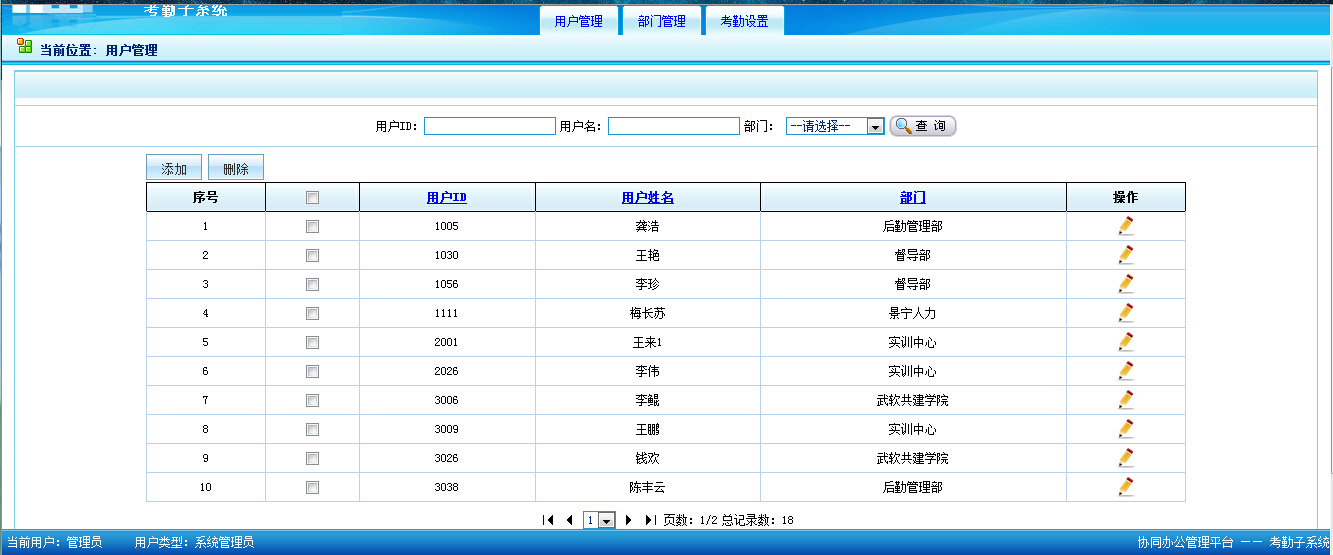 考勤子系统
用户管理 部门管理 考勤设置
当前位置：用户管理
用户ID： 用户名： 部门： --请选择-- 查 询
添加 删除
序号 用户ID 用户姓名 部门 操作
1 1005 龚浩 后勤管理部
2 1030 王艳 督导部
3 1056 李珍 督导部
4 1111 梅长苏 景宁人力
5 2001 王来1 实训中心
6 2026 李伟 实训中心
7 3006 李鲲 武软共建学院
8 3009 王鹏 实训中心
9 3026 钱欢 武软共建学院
10 3038 陈丰云 后勤管理部
1 页数：1/2 总记录数：18
当前用户：管理员 用户类型：系统管理员 协同办公管理平台 －－ 考勤子系统